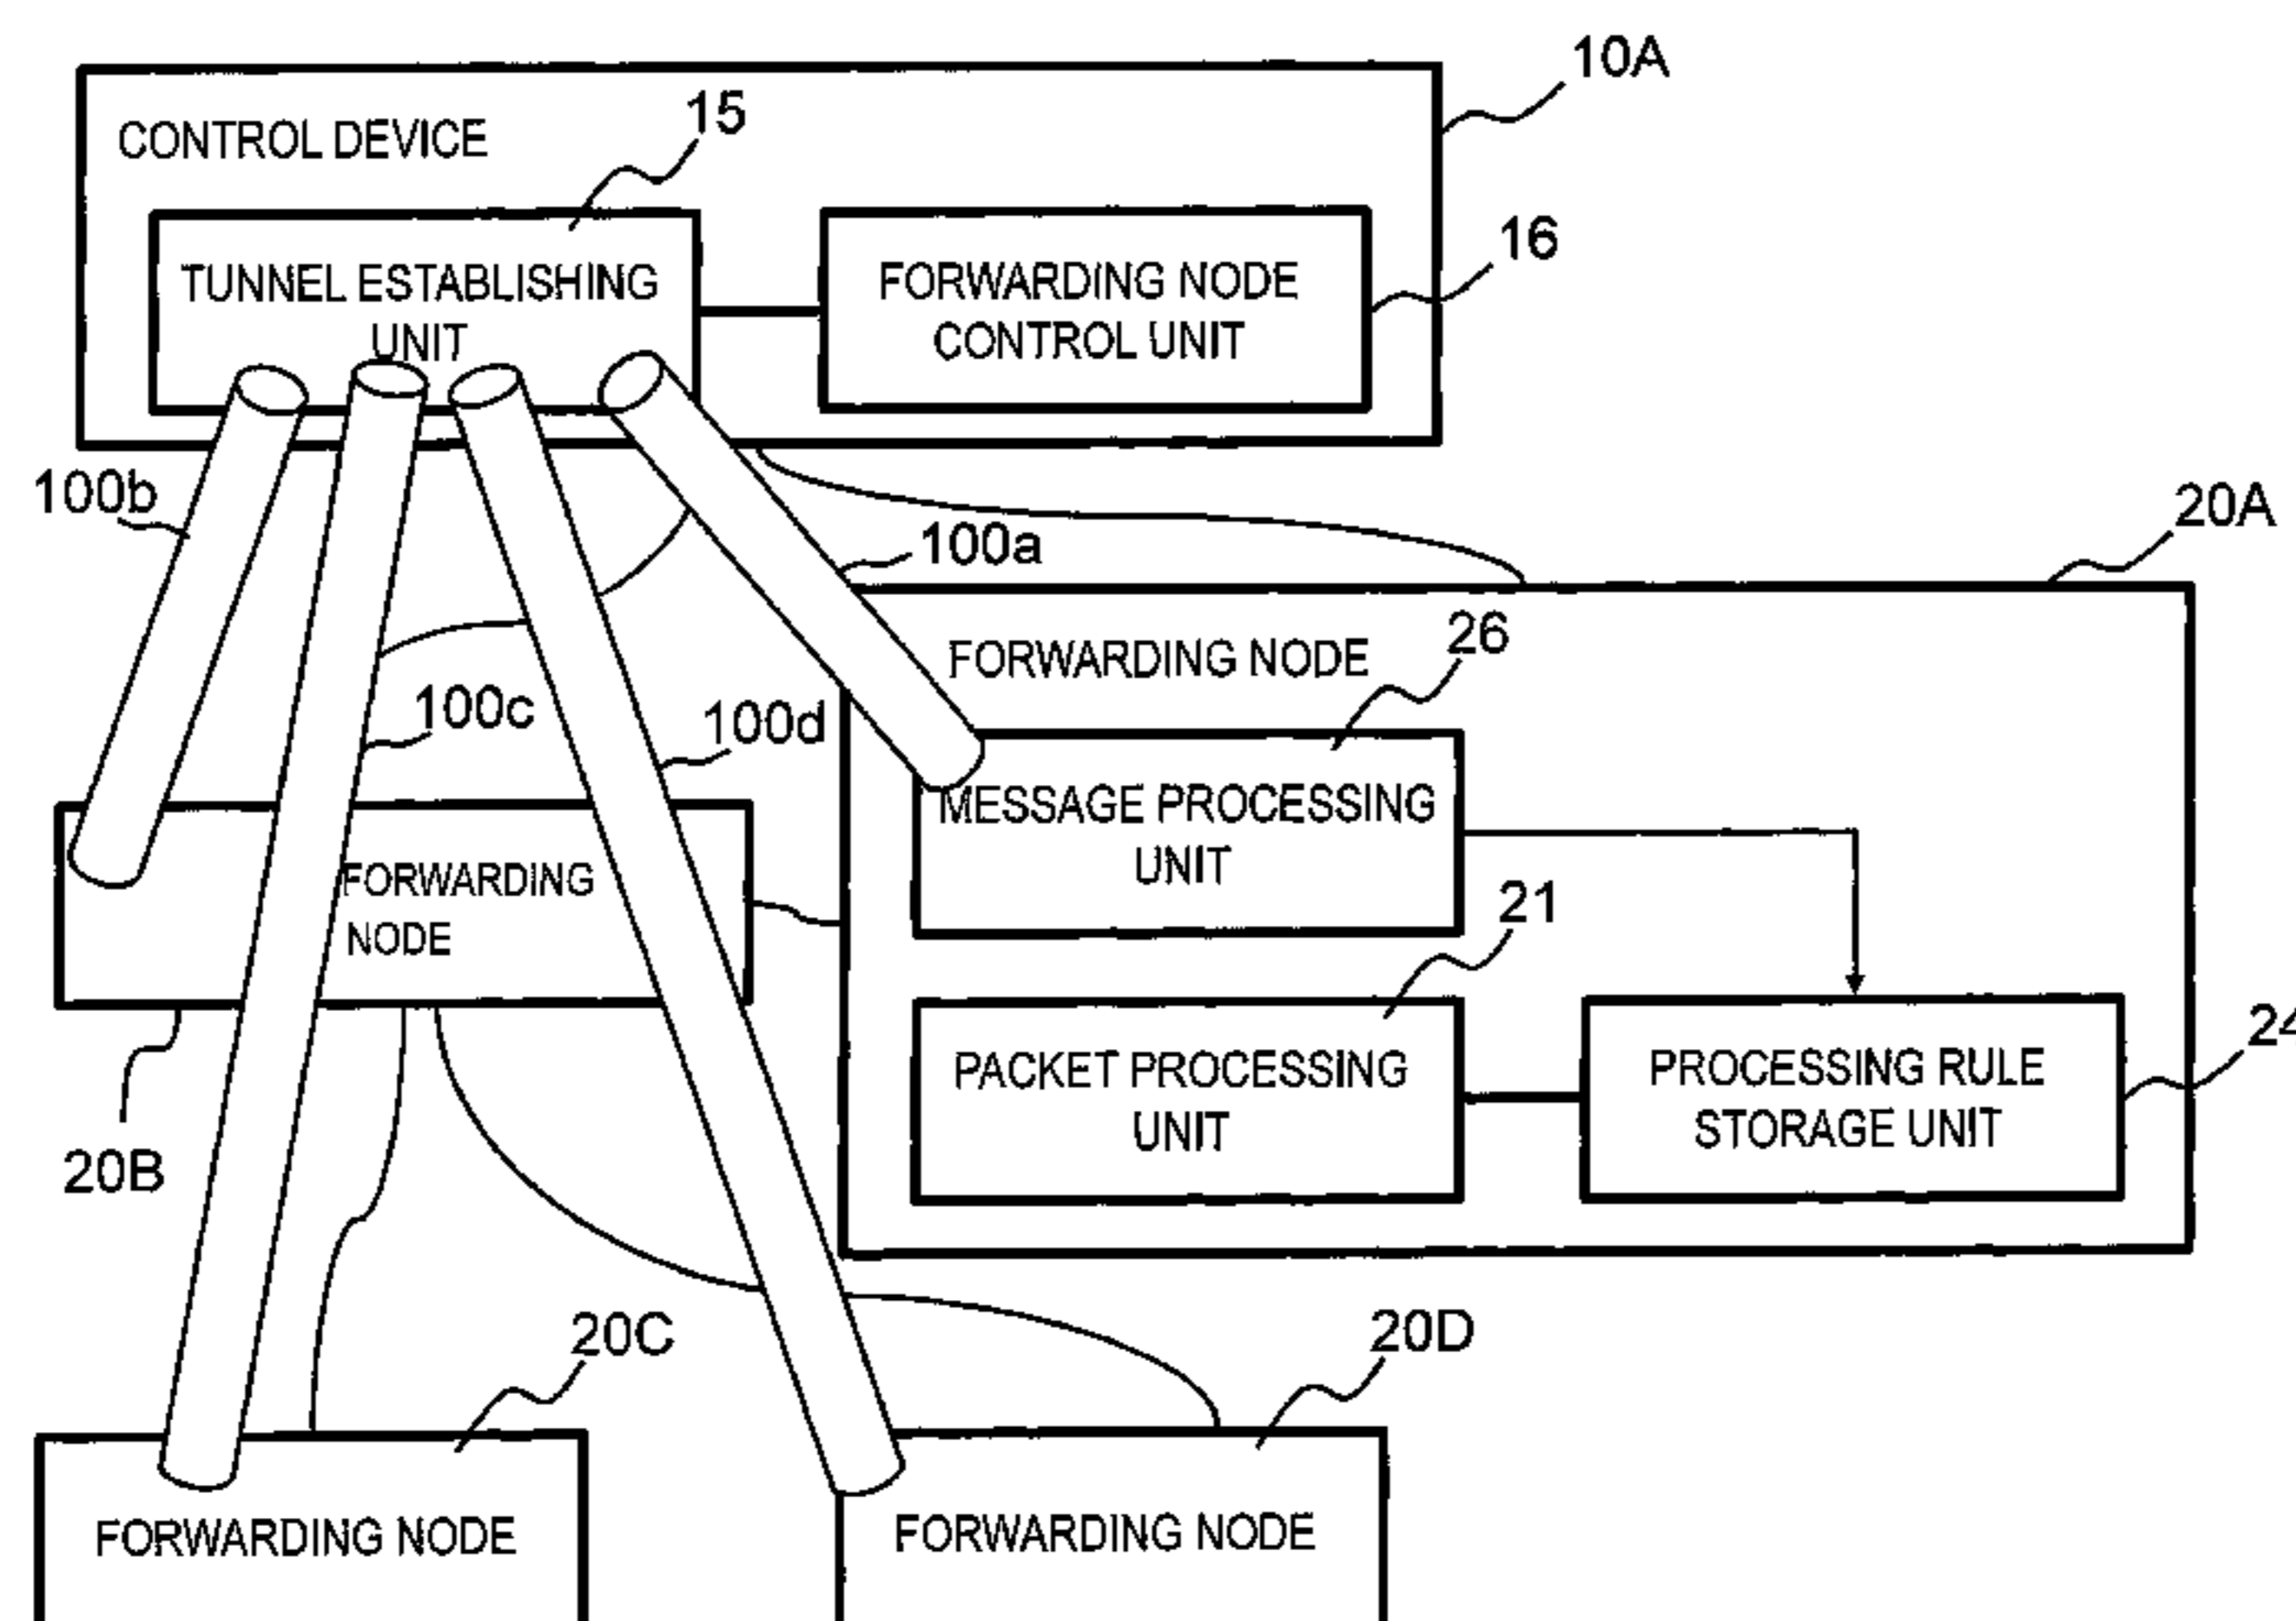 10A
CONTROL DEVICE
15
TUNNEL ESTABLISHING
UNIT
FORWARDING NODE
CONTROL UNIT
16
100b
100a
20A
FORWARDING NODE
26
100c
100d
MESSAGE PROCESSING
UNIT
FORWARDING
NODE
21
PACKET PROCESSING
UNIT
PROCESSING RULE
STORAGE UNIT
24
20B
20C
20D
FORWARDING NODE
FORWARDING NODE